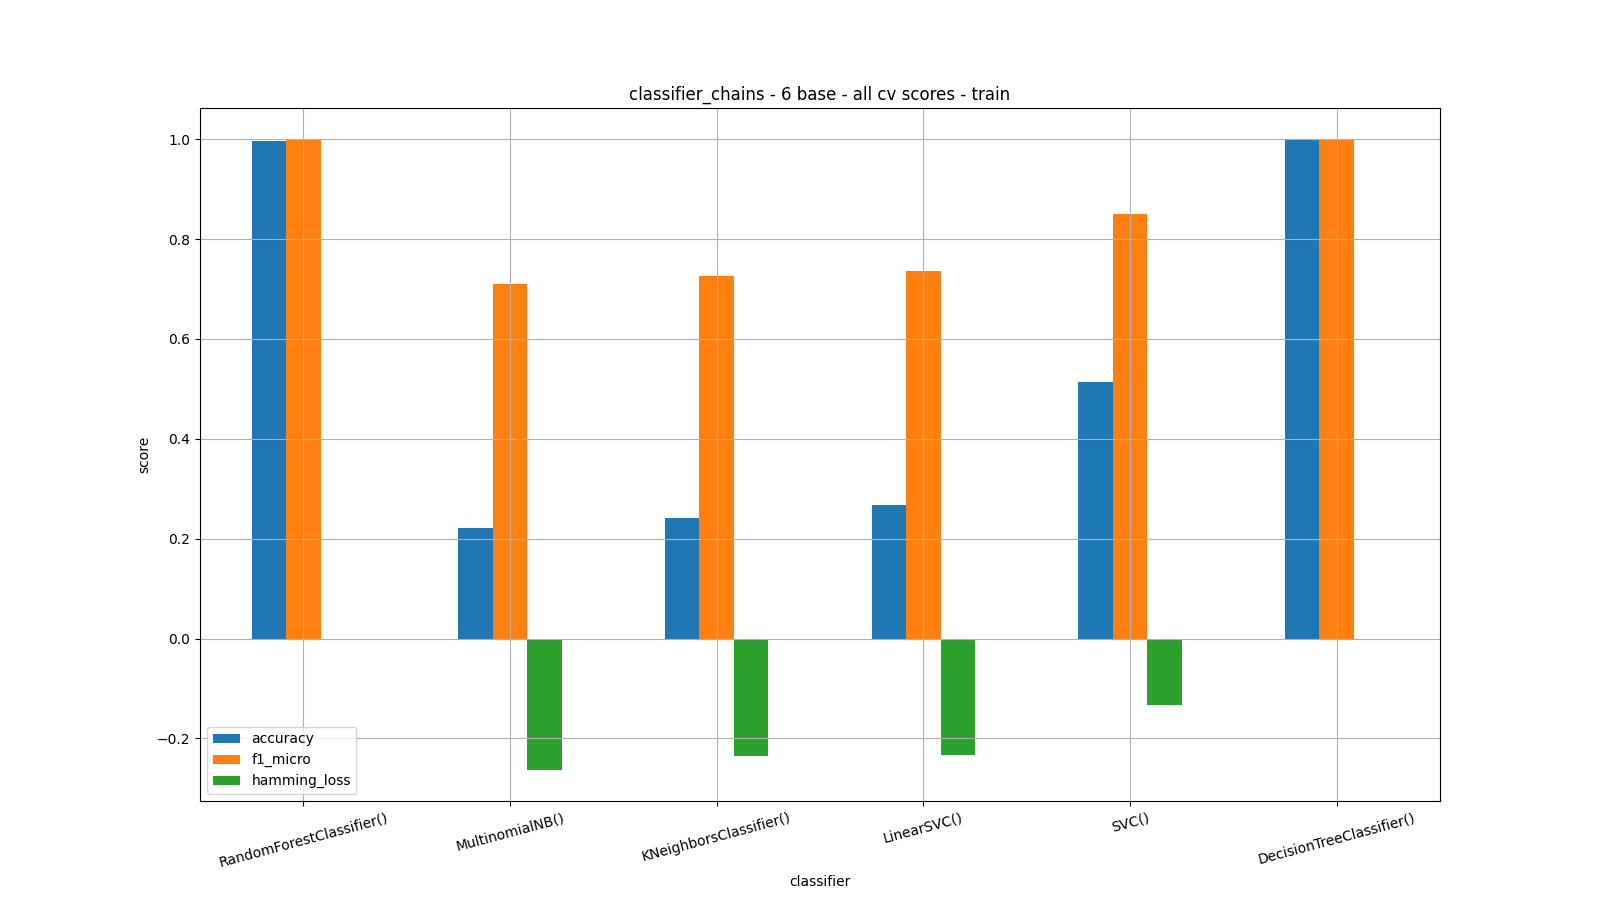 classifier_chains - 6 base - all cv scores - train
1.0
0.8
0.6
0.4
0.2
0.0
−0.2
score
accuracy
f1_micro
hamming_loss
RandomForestClassifier()
MultinomialNB()
KNeighborsClassifier()
LinearSVC()
SVC()
DecisionTreeClassifier()
classifier